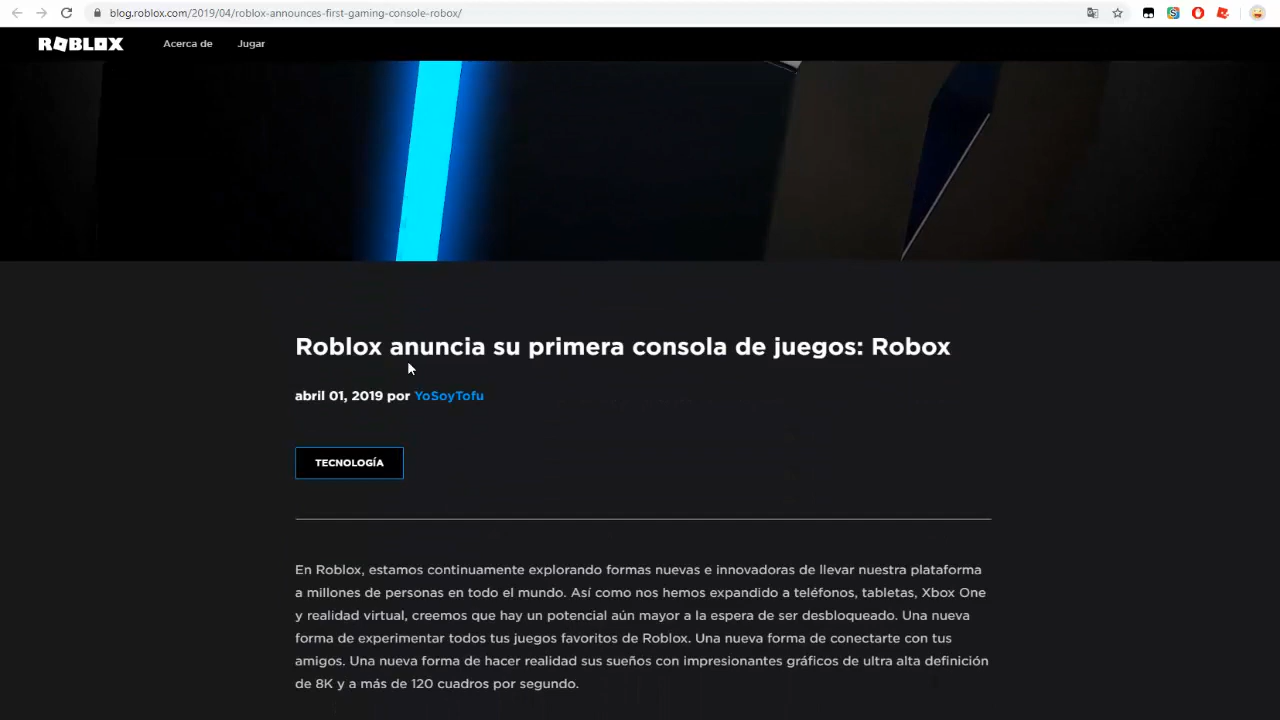 blog.roblox.com/2019/04/roblox-announces-first-gaming-console-robox/
ROBLOX Acerca de Jugar
Roblox anuncia su primera consola de juegos: Robox
abril 01, 2019 por YoSoyTofu
TECNOLOGÍA
En Roblox, estamos continuamente explorando formas nuevas e innovadoras de llevar nuestra plataforma
a millones de personas en todo el mundo. Así como nos hemos expandido a teléfonos, tabletas, Xbox One
y realidad virtual, creemos que hay un potencial aún mayor a la espera de ser desbloqueado. Una nueva
forma de experimentar todos tus juegos favoritos de Roblox. Una nueva forma de conectarte con tus
amigos. Una nueva forma de hacer realidad sus sueños con impresionantes gráficos de ultra alta definición
de 8K y a más de 120 cuadros por segundo.